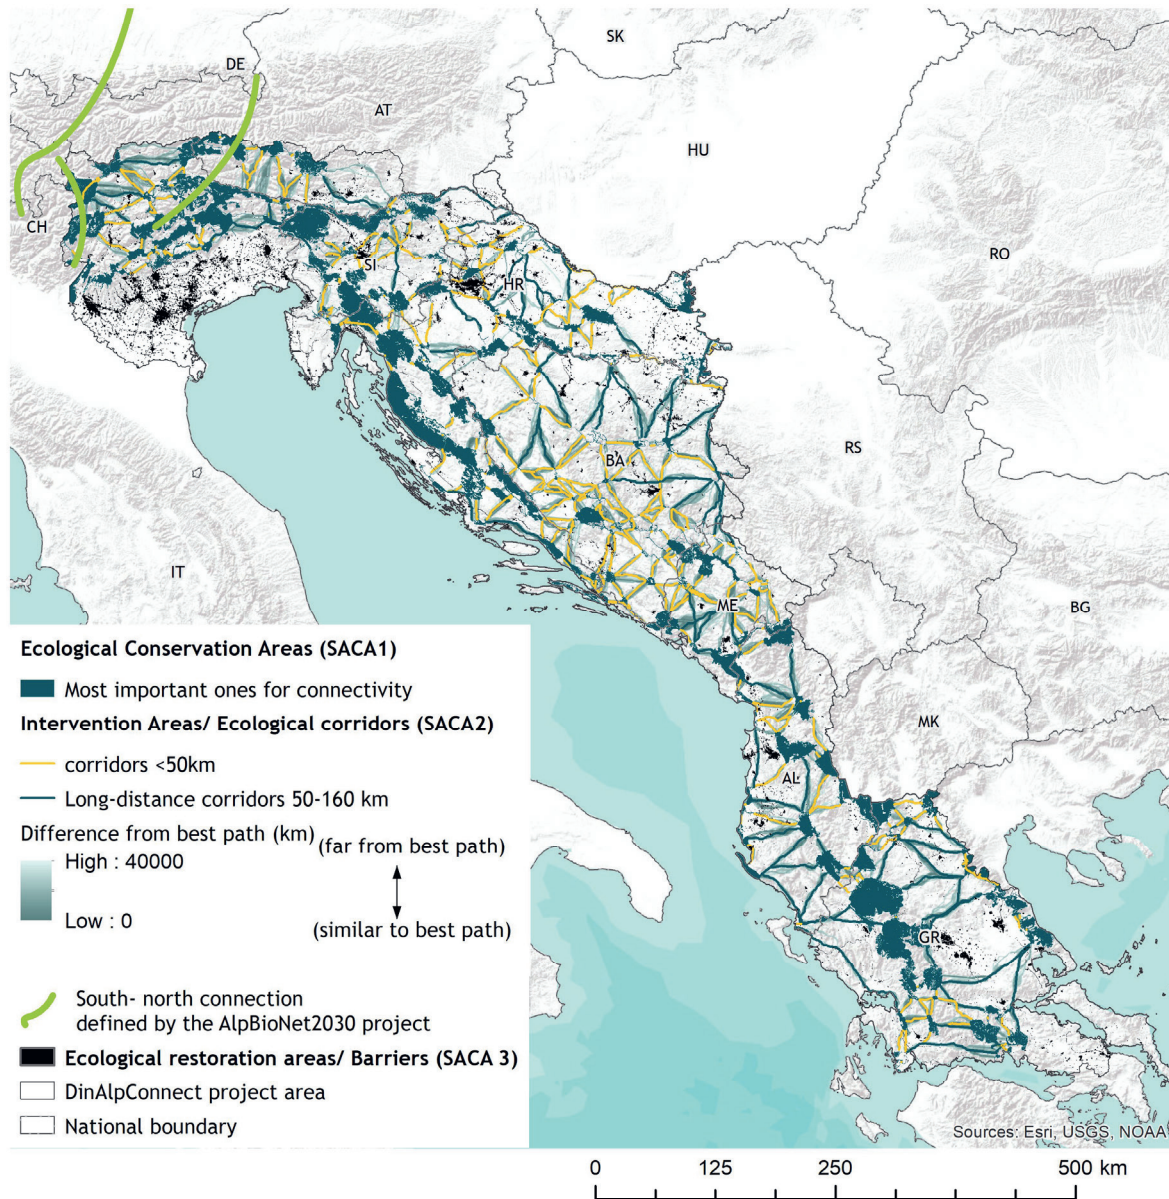 SK
DE
AT
HU
CH
RO
SI
HR
BA
RS
IT
ME
BG
MK
AL
GR
Ecological Conservation Areas (SACA1)
Most important ones for connectivity
Intervention Areas/ Ecological corridors (SACA2)
corridors <50km
Long-distance corridors 50-160 km
Difference from best path (km)
High : 40000
(far from best path)
Low : 0
(similar to best path)
South- north connection
defined by the AlpBioNet2030 project
Ecological restoration areas/ Barriers (SACA 3)
DinAlpConnect project area
National boundary
Sources: Esri, USGS, NOAA
0 125 250 500 km